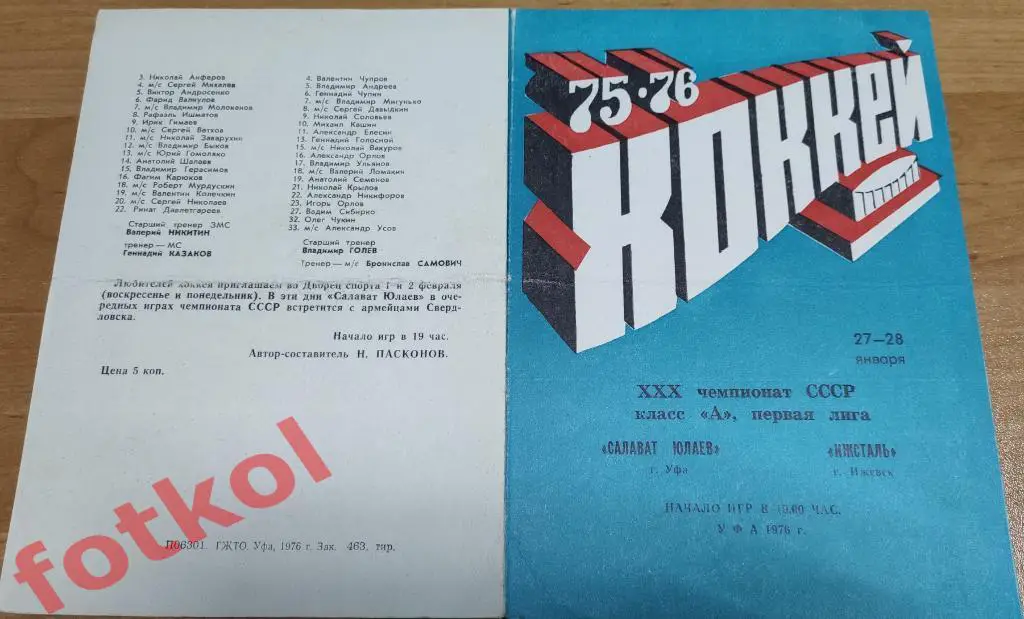 3. Николай Анферов
4. м/с Сергей Михалев
5. Виктор Андросенко
6. Фарид Валиулов
7. м/с Владимир Молокенов
8. Рафаэль Ишматов
9. Ирик Гимаев
10. м/с Сергей Ветхов
11. м/с Николай Заварухин
12. м/с Владимир Быков
13. м/с Юрий Гомоляко
14. Анатолий Шалаев
15. Владимир Герасимов
16. Фагим Карюков
18. м/с Роберт Мурдускин
19. м/с Валентин Колечкин
20. м/с Сергей Николаев
22. Ринат Давлетгареев
Старший тренер ЗМС
Валерий НИКИТИН
тренер — МС
Геннадий КАЗАКОВ
4. Валентин Чупров
5. Владимир Андреев
6. Геннадий Чупин
7. м/с Владимир Мигунько
8. м/с Сергей Давыдкин
9. Николай Соловьев
10. Михаил Кашин
11. Александр Елесин
13. Геннадий Голосной
15. м/с Николай Вакуров
16. Александр Орлов
17. Владимир Ульянов
18. м/с Валерий Ломакин
19. Анатолий Семенов
21. Николай Крылов
22. Александр Никифоров
23. Игорь Орлов
27. Вадим Сибирко
32. Олег Чукин
33. м/с Александр Усов
Старший тренер
Владимир ГОЛЕВ
Тренер — м/с Бронислав САМОВИЧ
Любителей хоккея приглашаем во Дворец спорта 1 и 2 февраля
(воскресенье и понедельник). В эти дни «Салават Юлаев» в оче-
редных играх чемпионата СССР встретится с армейцами Сверд-
ловска.
Начало игр в 19 час.
Автор-составитель Н. ПАСКОНОВ.
Цена 5 коп.
П06301. ГЖТО. Уфа, 1976 г. Зак. 463, тир.
fotkol
75·76
ХОККЕЙ
27—28
января
XXX чемпионат СССР
класс «А», первая лига
«САЛАВАТ ЮЛАЕВ» «ИЖСТАЛЬ»
г. Уфа г. Ижевск
НАЧАЛО ИГР В 19.00 ЧАС.
УФА 1976 г.